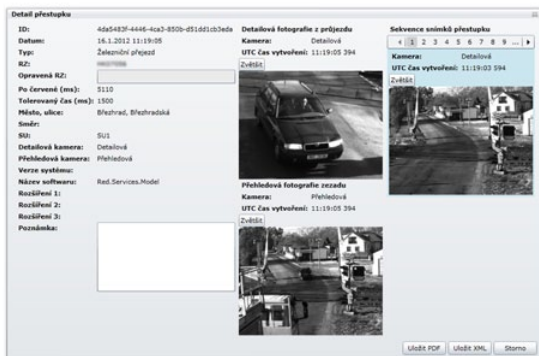 Detail přestupku
ID: 4da5483f-4446-4ca3-850b-d51dd1cb3eda
Datum: 16.1.2012 11:19:05
Typ: Železniční přejezd
RZ:
Opravená RZ:
Po červené (ms): 5110
Tolerovaný čas (ms): 1500
Město, ulice: Březhrad, Březhradská
Směr:
SU: SU1
Detailová kamera: Detailová
Přehledová kamera: Přehledová
Verze systému:
Název softwaru: Red.Services.Model
Rozšíření 1:
Rozšíření 2:
Rozšíření 3:
Poznámka:
Detailová fotografie z průjezdu
Kamera: Detailová
UTC čas vytvoření: 11:19:05 394
Zvětšit
Přehledová fotografie zezadu
Kamera: Přehledová
UTC čas vytvoření: 11:19:05 394
Zvětšit
Sekvence snímků přestupku
1 2 3 4 5 6 7 8 9 ...
Kamera: Detailová
UTC čas vytvoření: 11:19:03 594
Zvětšit
Uložit PDF Uložit XML Storno